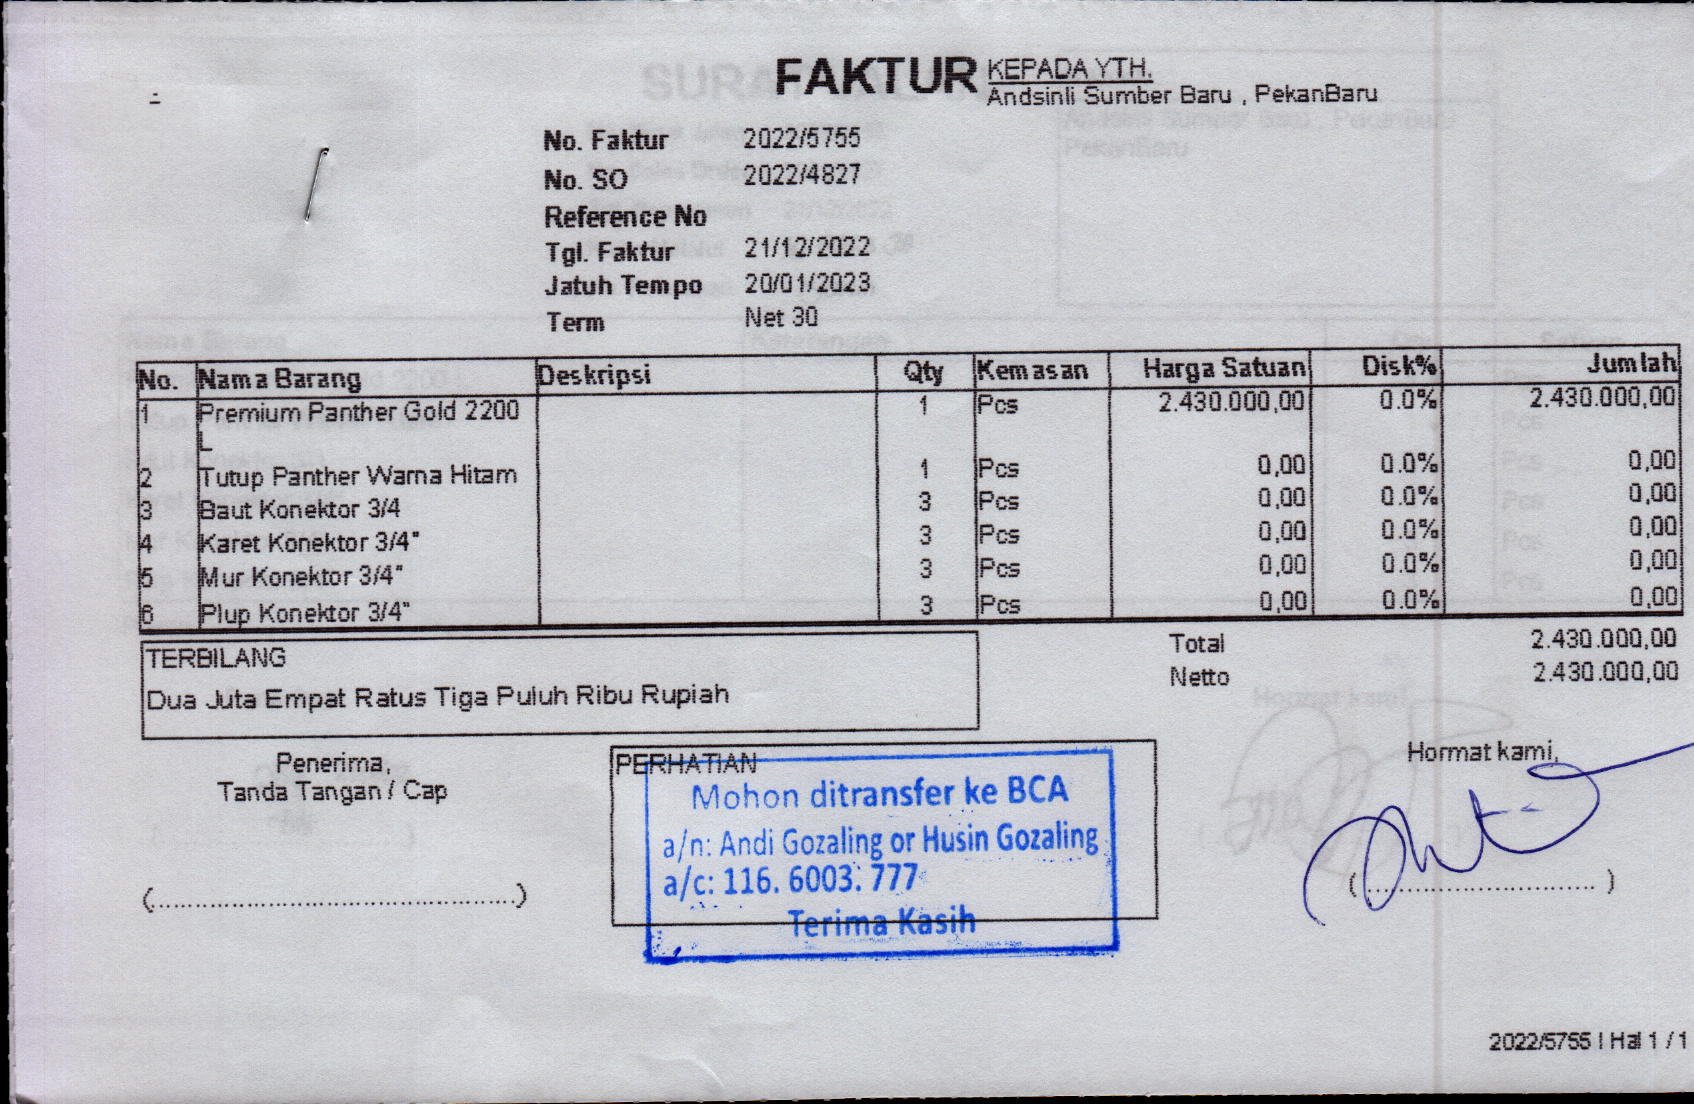 FAKTUR
KEPADA YTH.
Andsinli Sumber Baru , PekanBaru
No. Faktur 2022/5755
No. SO 2022/4827
Reference No
Tgl. Faktur 21/12/2022
Jatuh Tempo 20/01/2023
Term Net 30
No. Nama Barang Deskripsi Qty Kemasan Harga Satuan Disk% Jumlah
1 Premium Panther Gold 2200 1 Pcs 2.430.000,00 0.0% 2.430.000,00
L
2 Tutup Panther Warna Hitam 1 Pcs 0,00 0.0% 0,00
3 Baut Konektor 3/4 3 Pcs 0,00 0.0% 0,00
4 Karet Konektor 3/4" 3 Pcs 0,00 0.0% 0,00
5 Mur Konektor 3/4" 3 Pcs 0,00 0.0% 0,00
6 Plup Konektor 3/4" 3 Pcs 0,00 0.0% 0,00
Total 2.430.000,00
Netto 2.430.000,00
TERBILANG
Dua Juta Empat Ratus Tiga Puluh Ribu Rupiah
Penerima,
Tanda Tangan / Cap
(..............................................)
PERHATIAN
Mohon ditransfer ke BCA
a/n: Andi Gozaling or Husin Gozaling
a/c: 116. 6003. 777
Terima Kasih
Hormat kami,
(.............................. )
2022/5755 | Hal 1 / 1